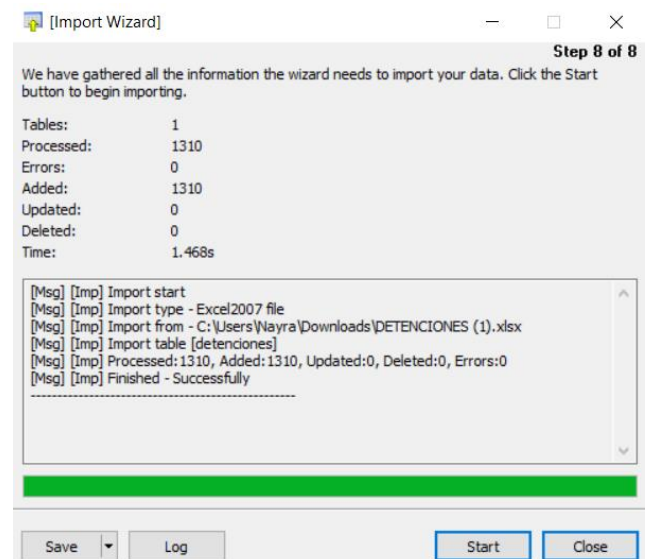 [Import Wizard]
Step 8 of 8
We have gathered all the information the wizard needs to import your data. Click the Start
button to begin importing.
Tables: 1
Processed: 1310
Errors: 0
Added: 1310
Updated: 0
Deleted: 0
Time: 1.468s
[Msg] [Imp] Import start
[Msg] [Imp] Import type - Excel2007 file
[Msg] [Imp] Import from - C:\Users\Nayra\Downloads\DETENCIONES (1).xlsx
[Msg] [Imp] Import table [detenciones]
[Msg] [Imp] Processed:1310, Added:1310, Updated:0, Deleted:0, Errors:0
[Msg] [Imp] Finished - Successfully
--------------------------------------------------
Save Log Start Close